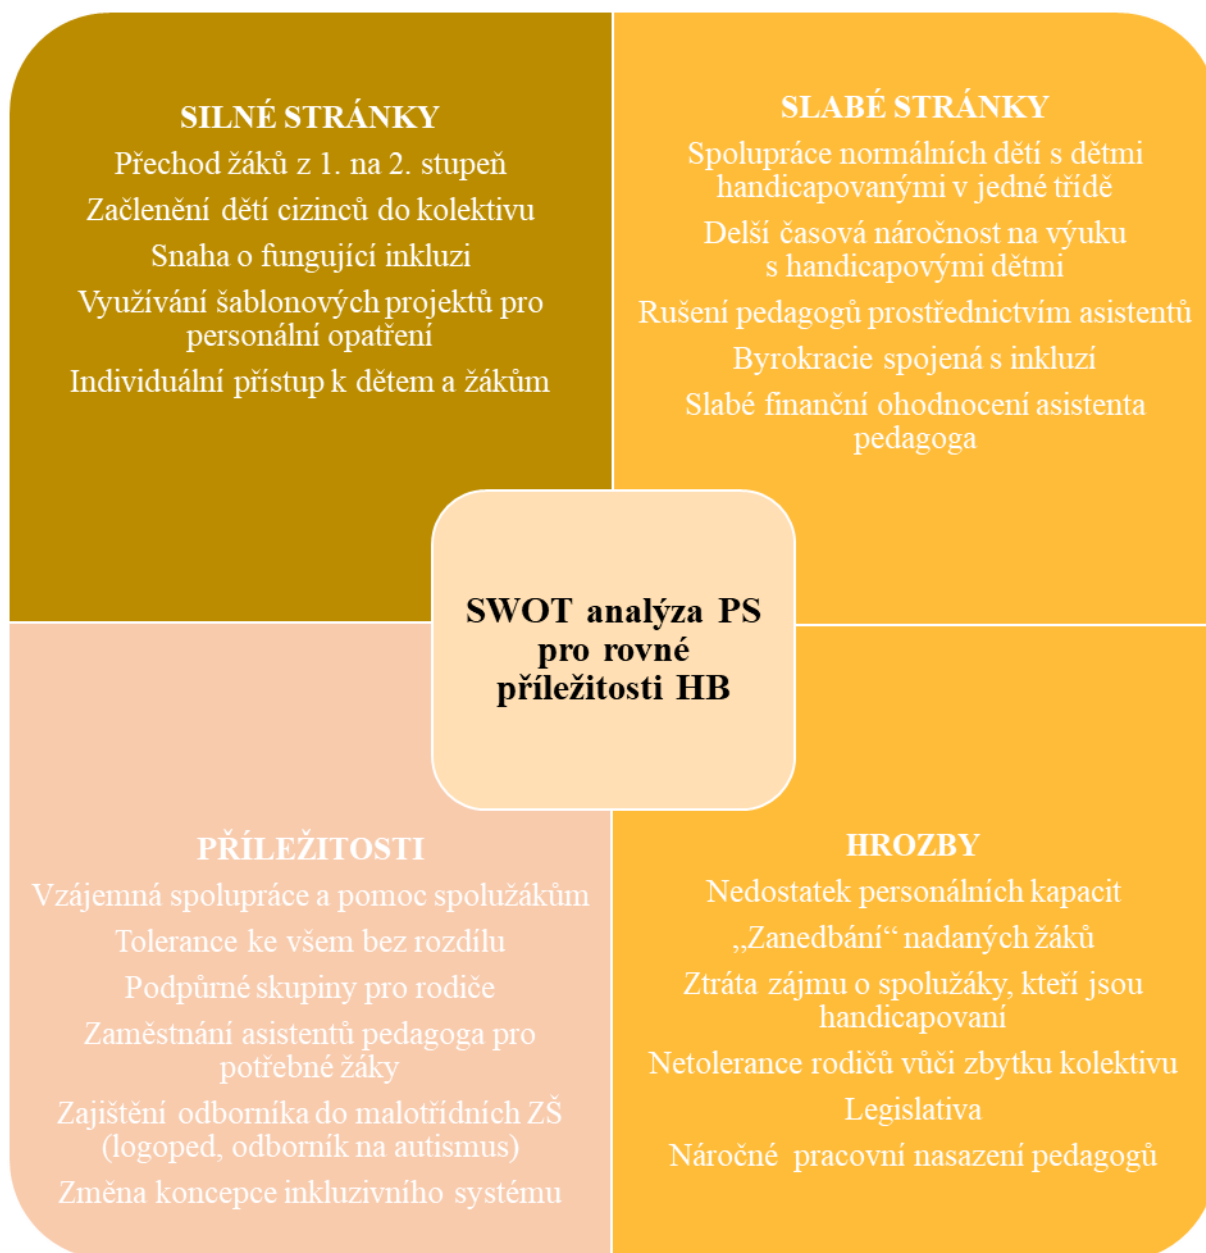 SILNÉ STRÁNKY
Přechod žáků z 1. na 2. stupeň
Začlenění dětí cizinců do kolektivu
Snaha o fungující inkluzi
Využívání šablonových projektů pro
personální opatření
Individuální přístup k dětem a žákům
SLABÉ STRÁNKY
Spolupráce normálních dětí s dětmi
handicapovanými v jedné třídě
Delší časová náročnost na výuku
s handicapovými dětmi
Rušení pedagogů prostřednictvím asistentů
Byrokracie spojená s inkluzí
Slabé finanční ohodnocení asistenta
pedagoga
SWOT analýza PS
pro rovné
příležitosti HB
PŘÍLEŽITOSTI
Vzájemná spolupráce a pomoc spolužákům
Tolerance ke všem bez rozdílu
Podpůrné skupiny pro rodiče
Zaměstnání asistentů pedagoga pro
potřebné žáky
Zajištění odborníka do malotřídních ZŠ
(logoped, odborník na autismus)
Změna koncepce inkluzivního systému
HROZBY
Nedostatek personálních kapacit
„Zanedbání“ nadaných žáků
Ztráta zájmu o spolužáky, kteří jsou
handicapovaní
Netolerance rodičů vůči zbytku kolektivu
Legislativa
Náročné pracovní nasazení pedagogů